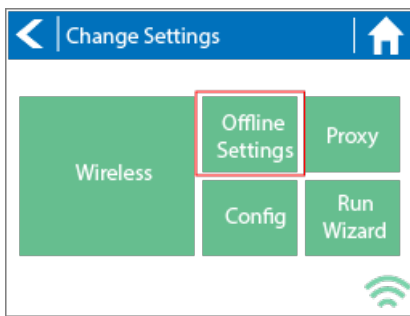 Change Settings
Wireless
Offline
Settings
Proxy
Config
Run
Wizard